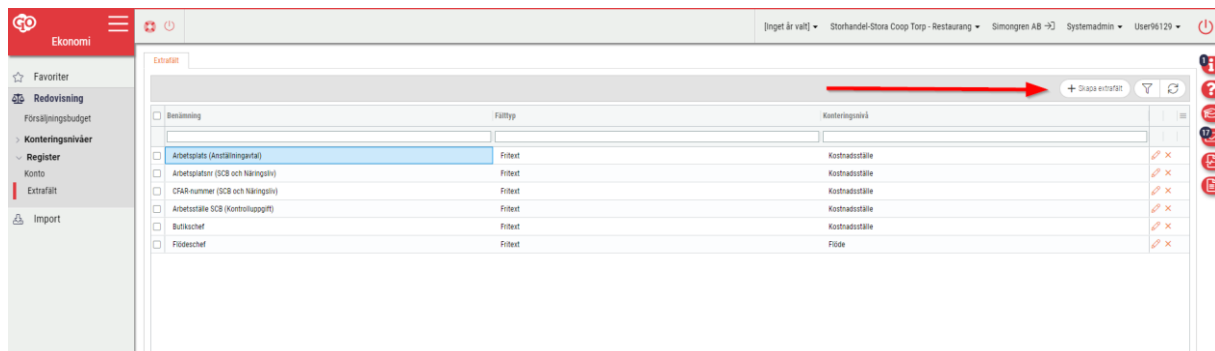 GO
Ekonomi
[Inget år valt] Storhandel-Stora Coop Torp - Restaurang Simongren AB Systemadmin User96129
Favoriter
Redovisning
Försäljningsbudget
Konteringsnivåer
Register
Konto
Extrafält
Import
Extrafält
+ Skapa extrafält
Benämning Fälttyp Konteringsnivå
Arbetsplats (Anställningavtal) Fritext Kostnadsställe
Arbetsplatsnr (SCB och Näringsliv) Fritext Kostnadsställe
CFAR-nummer (SCB och Näringsliv) Fritext Kostnadsställe
Arbetsställe SCB (Kontrolluppgift) Fritext Kostnadsställe
Butikschef Fritext Kostnadsställe
Flödeschef Fritext Flöde
1
?
17